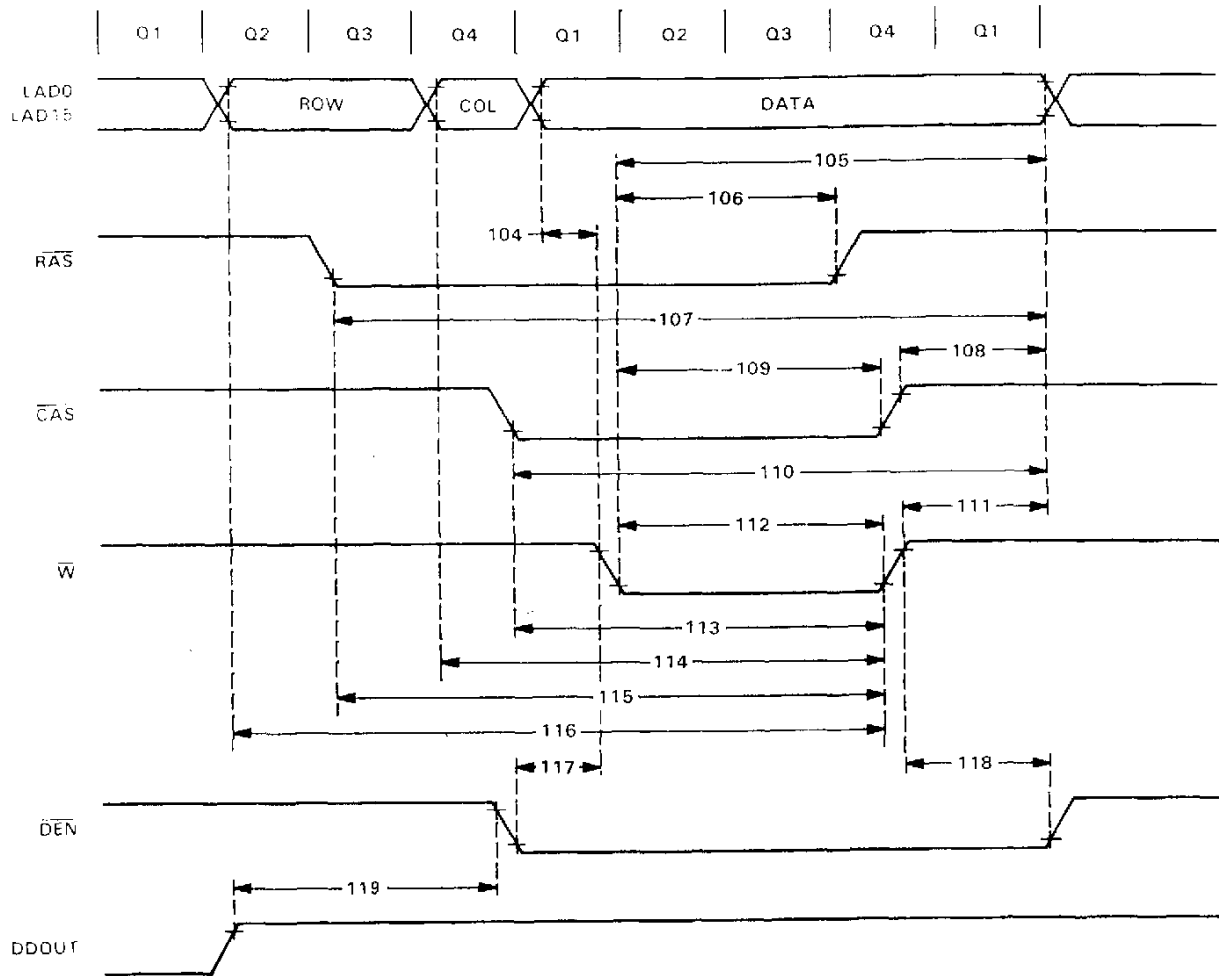 Q1 Q2 Q3 Q4 Q1 Q2 Q3 Q4 Q1
LAD0
LAD15
ROW COL DATA
105
106
104
RAS
107
108
109
CAS
110
111
112
W
113
114
115
116
117 118
DEN
119
DDOUT